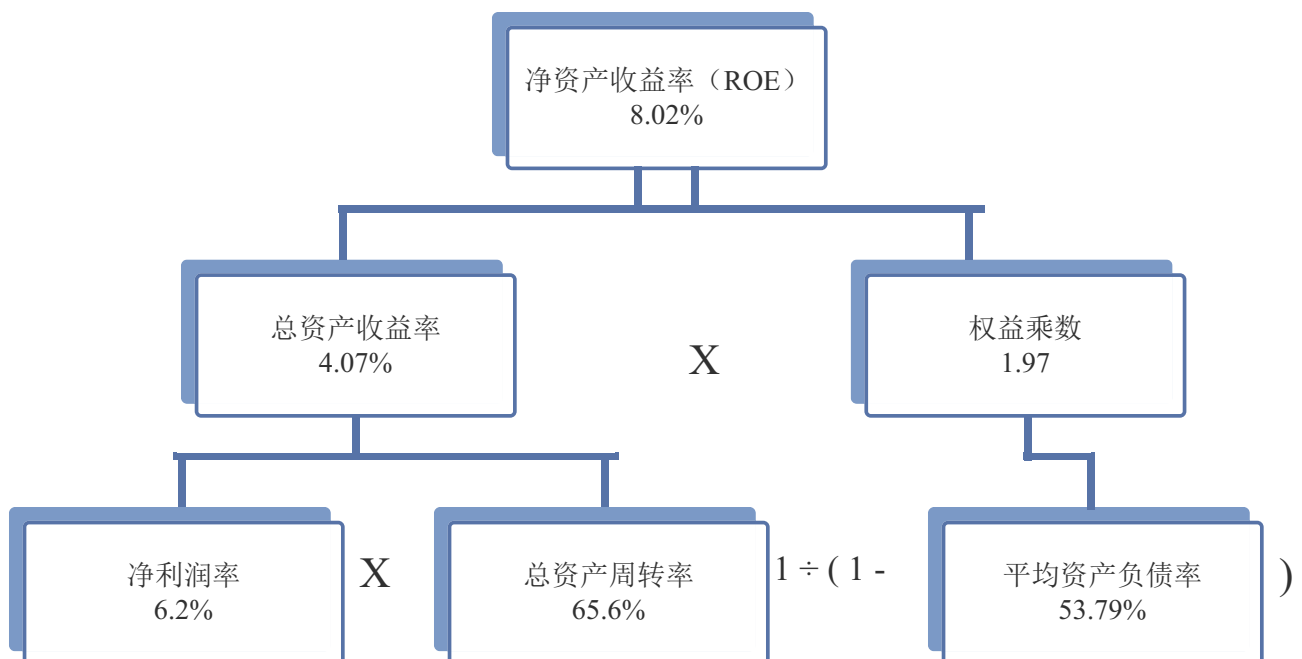 净资产收益率（ROE）
8.02%
总资产收益率
4.07%
X
权益乘数
1.97
净利润率
6.2%
X
总资产周转率
65.6%
1 ÷ ( 1 -
平均资产负债率
53.79%
)